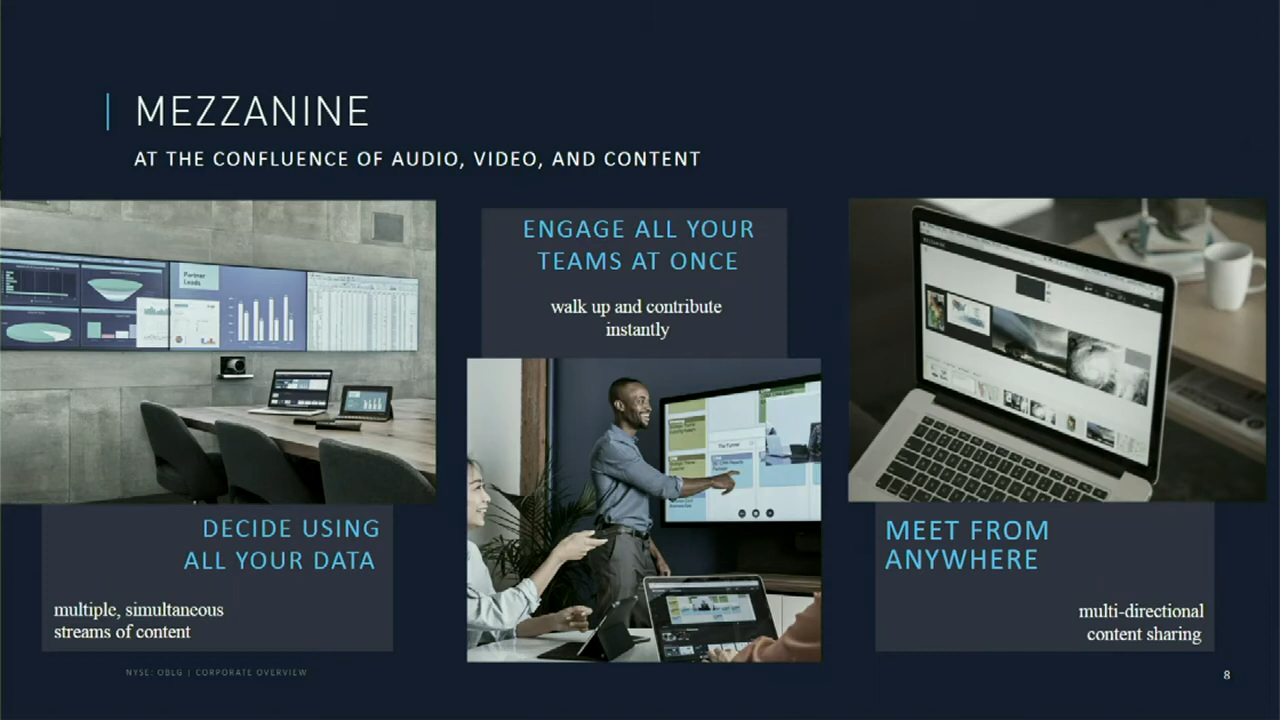 MEZZANINE
AT THE CONFLUENCE OF AUDIO, VIDEO, AND CONTENT
Partner
Leads
DECIDE USING
ALL YOUR DATA
multiple, simultaneous
streams of content
ENGAGE ALL YOUR
TEAMS AT ONCE
walk up and contribute
instantly
MEET FROM
ANYWHERE
multi-directional
content sharing
NYSE: OBLG | CORPORATE OVERVIEW
8